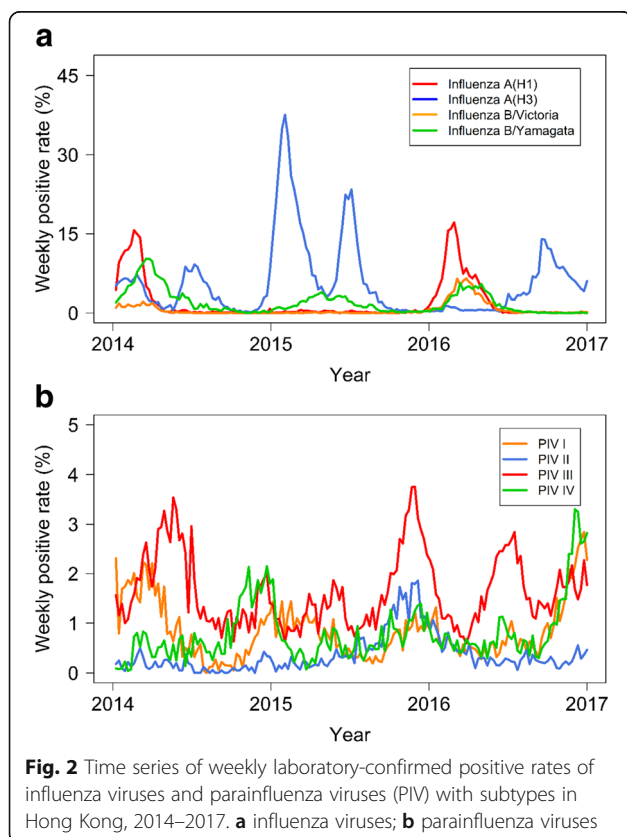 a
Weekly positive rate (%)
45
30
15
0
Influenza A(H1)
Influenza A(H3)
Influenza B/Victoria
Influenza B/Yamagata
2014 2015 2016 2017
Year
b
Weekly positive rate (%)
5
4
3
2
1
0
PIV I
PIV II
PIV III
PIV IV
2014 2015 2016 2017
Year
Fig. 2 Time series of weekly laboratory-confirmed positive rates of
influenza viruses and parainfluenza viruses (PIV) with subtypes in
Hong Kong, 2014–2017. a influenza viruses; b parainfluenza viruses